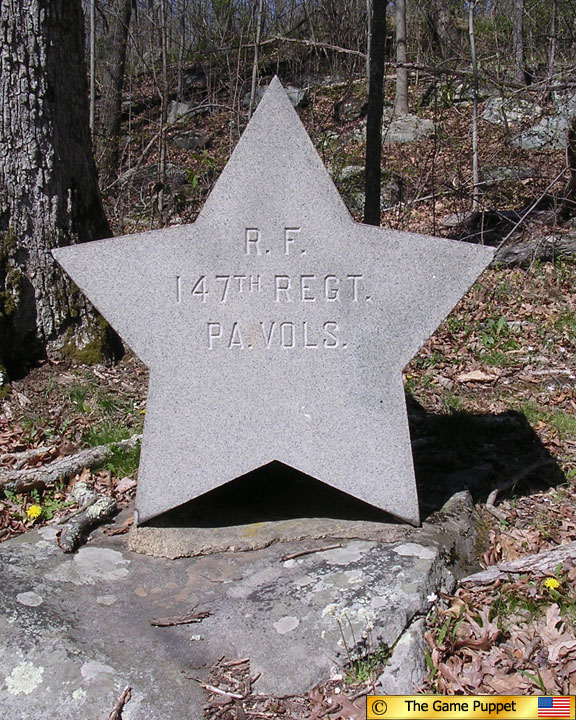 R. F.
147TH REGT.
PA. VOLS.
© The Game Puppet